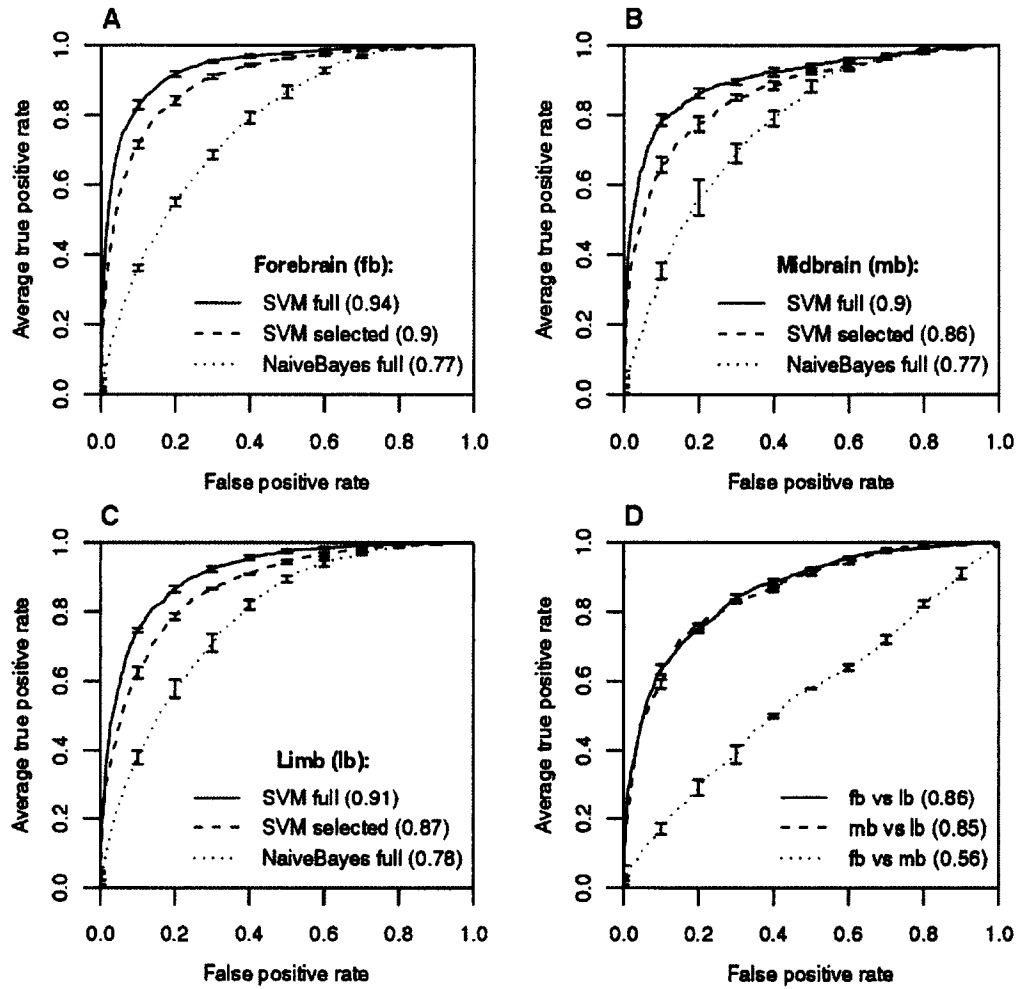 A
Average true positive rate
1.0
0.8
0.6
0.4
0.2
0.0
Forebrain (fb):
SVM full (0.94)
SVM selected (0.9)
NaiveBayes full (0.77)
0.0 0.2 0.4 0.6 0.8 1.0
False positive rate
B
Average true positive rate
1.0
0.8
0.6
0.4
0.2
0.0
Midbrain (mb):
SVM full (0.9)
SVM selected (0.86)
NaiveBayes full (0.77)
0.0 0.2 0.4 0.6 0.8 1.0
False positive rate
C
Average true positive rate
1.0
0.8
0.6
0.4
0.2
0.0
Limb (lb):
SVM full (0.91)
SVM selected (0.87)
NaiveBayes full (0.78)
0.0 0.2 0.4 0.6 0.8 1.0
False positive rate
D
Average true positive rate
1.0
0.8
0.6
0.4
0.2
0.0
fb vs lb (0.86)
mb vs lb (0.85)
fb vs mb (0.56)
0.0 0.2 0.4 0.6 0.8 1.0
False positive rate